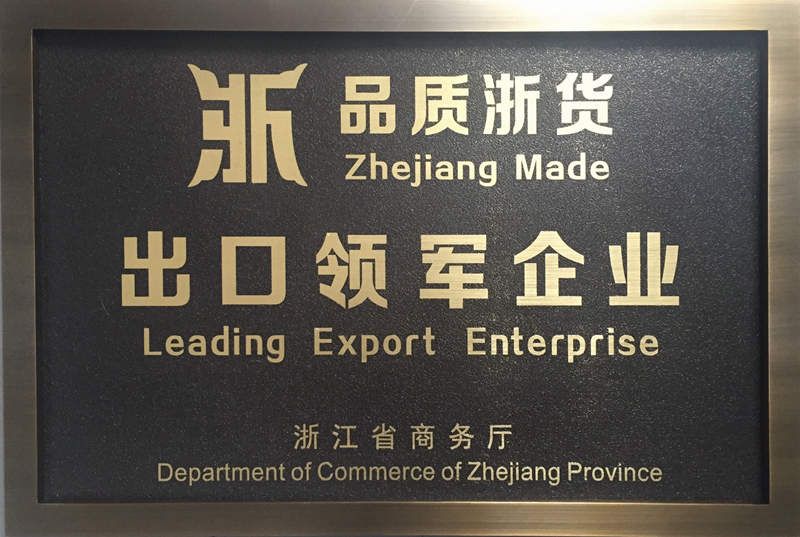 浙 品质浙货
Zhejiang Made
出口领军企业
Leading Export Enterprise
浙江省商务厅
Department of Commerce of Zhejiang Province